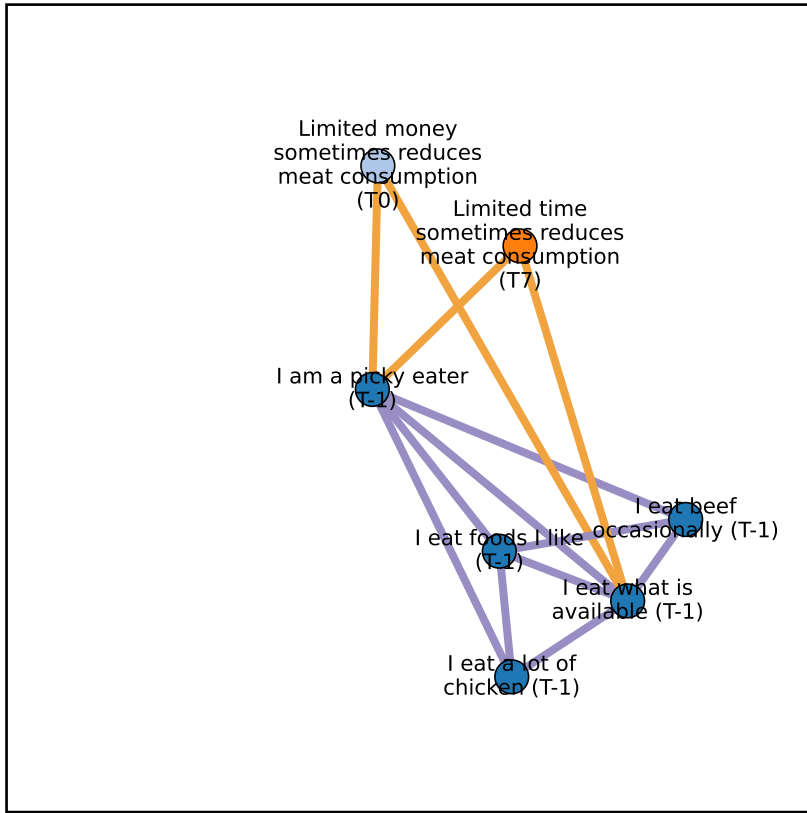 Limited money
sometimes reduces
meat consumption
(T0)
Limited time
sometimes reduces
meat consumption
(T7)
I am a picky eater
(T-1)
I eat beef
occasionally (T-1)
I eat foods I like
(T-1)
I eat what is
available (T-1)
I eat a lot of
chicken (T-1)